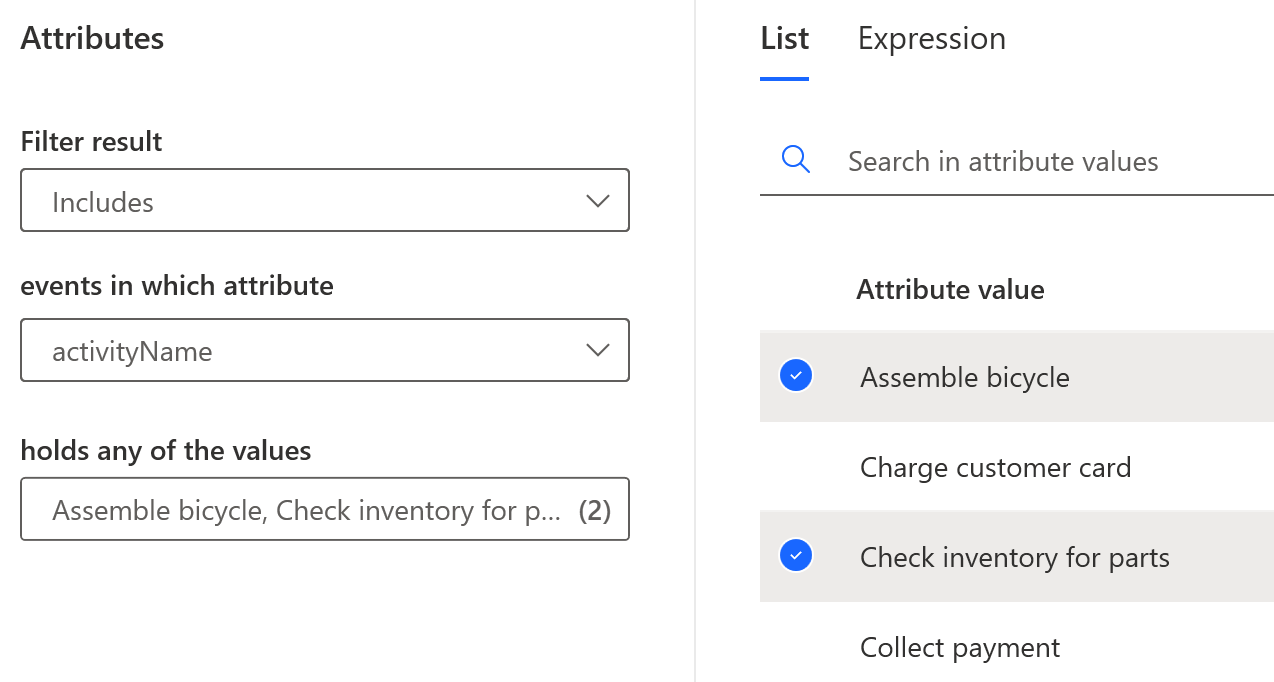 Attributes
Filter result
Includes
events in which attribute
activityName
holds any of the values
Assemble bicycle, Check inventory for p... (2)
List Expression
Search in attribute values
Attribute value
Assemble bicycle
Charge customer card
Check inventory for parts
Collect payment